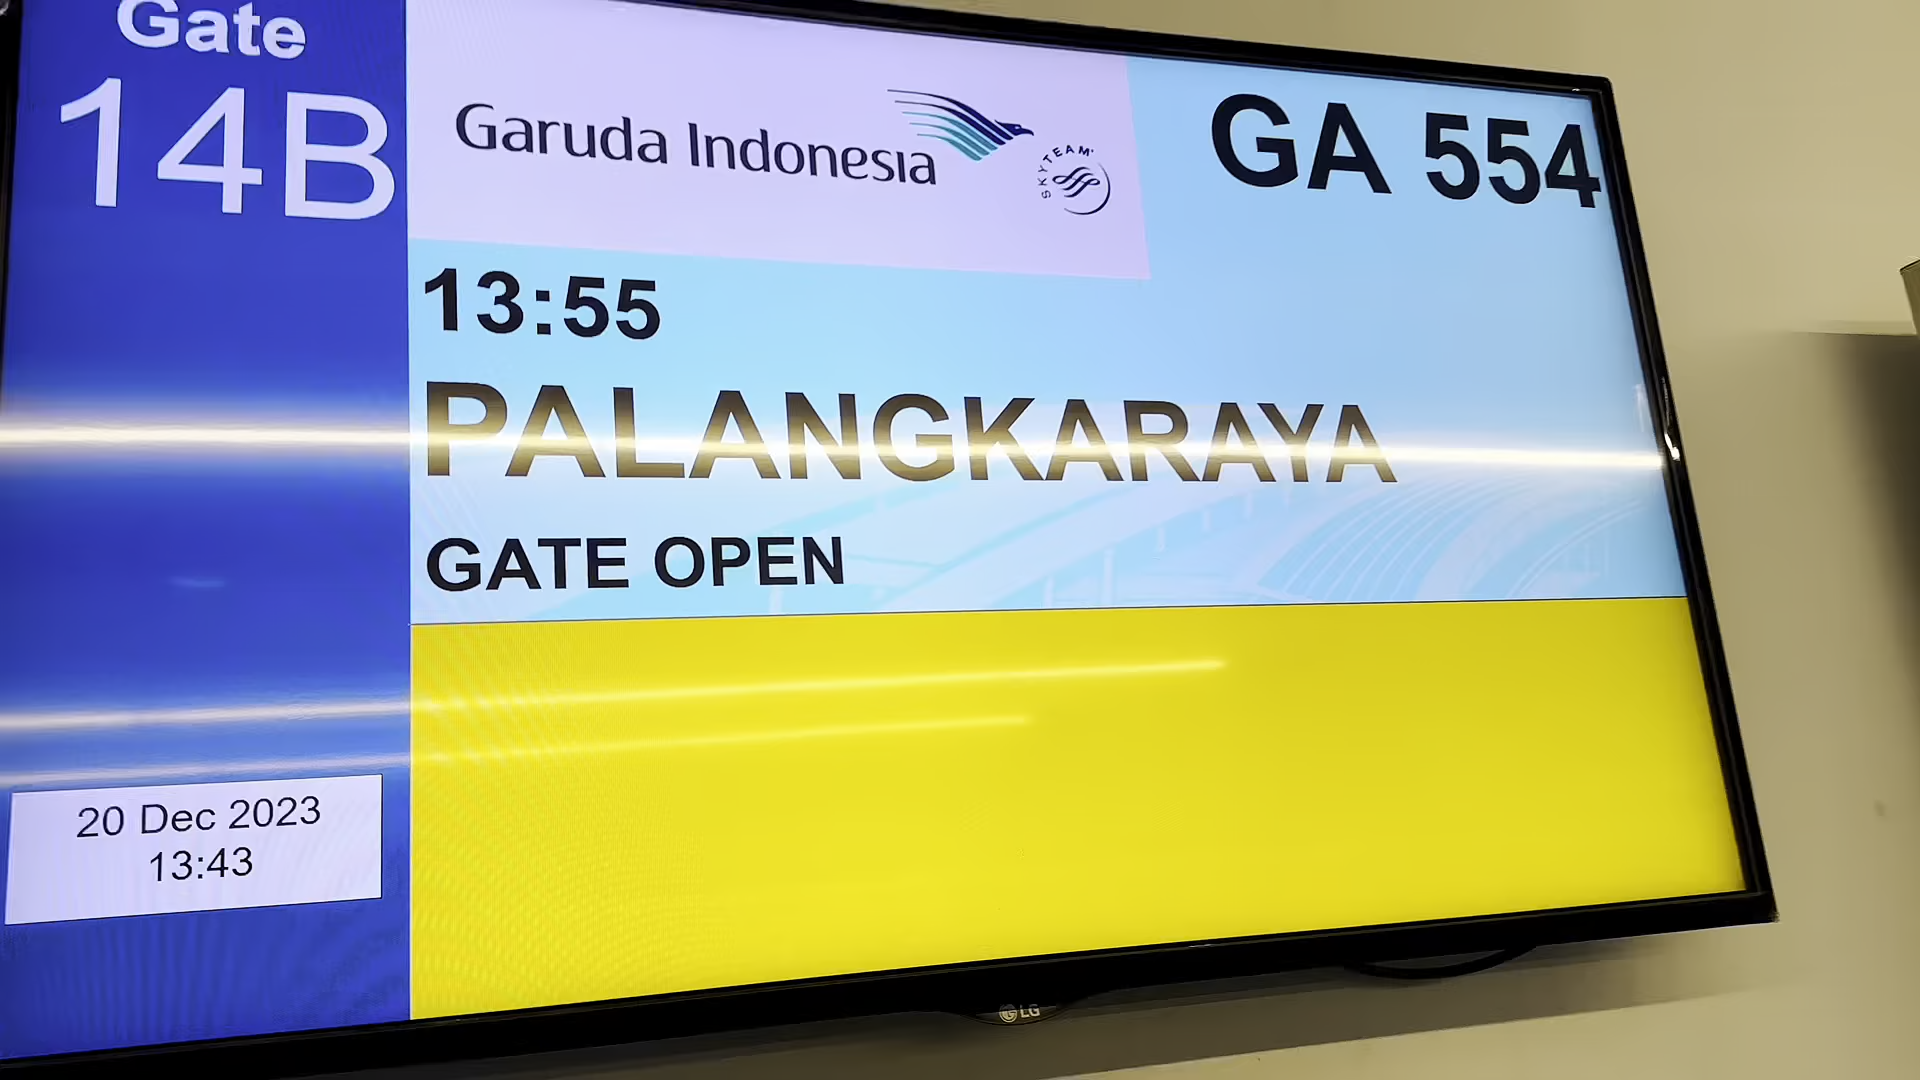 Gate
14B
Garuda Indonesia
SKYTEAM
GA 554
13:55
PALANGKARAYA
GATE OPEN
20 Dec 2023
13:43
LG